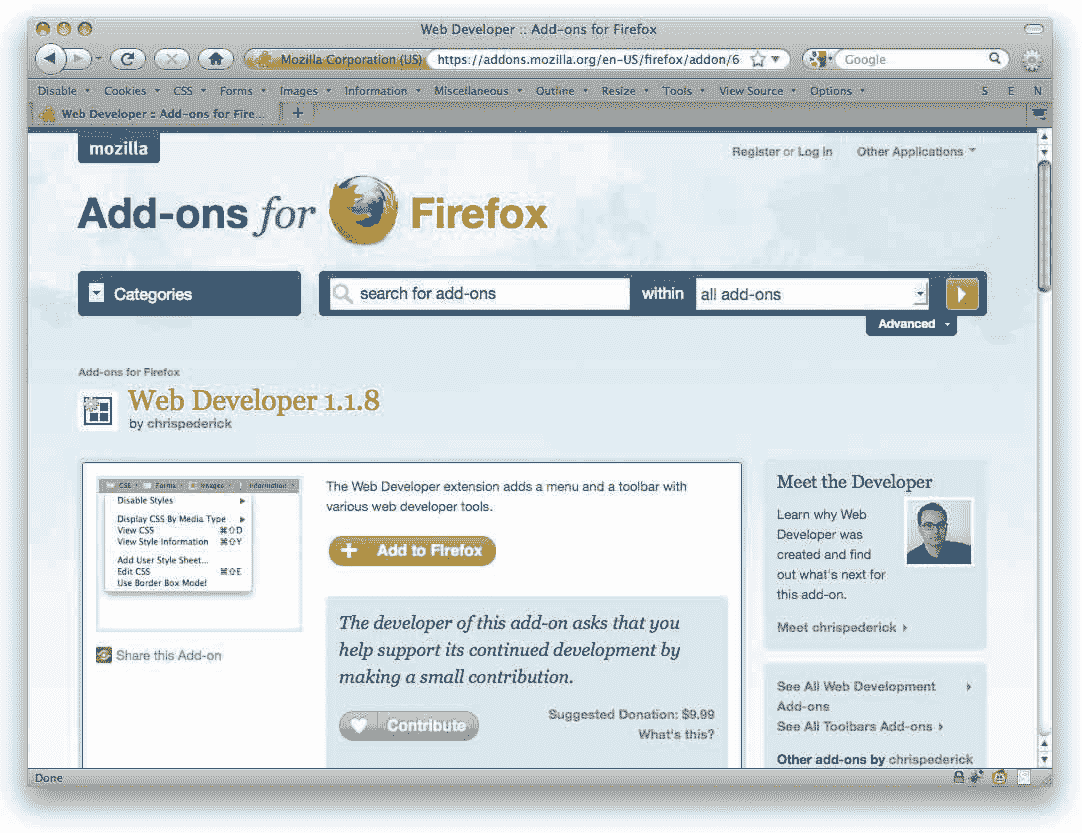 Web Developer :: Add-ons for Firefox
Mozilla Corporation (US) https://addons.mozilla.org/en-US/firefox/addon/6 Google
Disable Cookies CSS Forms Images Information Miscellaneous Outline Resize Tools View Source Options S E N
Web Developer :: Add-ons for Fire... +
mozilla
Register or Log in Other Applications
Add-ons for Firefox
Categories
search for add-ons within all add-ons
Advanced
Add-ons for Firefox
Web Developer 1.1.8
by chrispederick
CSS Forms Images Information
Disable Styles
Display CSS By Media Type
View CSS ⌘⇧D
View Style Information ⌘⇧Y
Add User Style Sheet...
Edit CSS ⌘⇧E
Use Border Box Model
Share this Add-on
The Web Developer extension adds a menu and a toolbar with
various web developer tools.
Add to Firefox
The developer of this add-on asks that you
help support its continued development by
making a small contribution.
Contribute
Suggested Donation: $9.99
What's this?
Meet the Developer
Learn why Web
Developer was
created and find
out what's next for
this add-on.
Meet chrispederick
See All Web Development
Add-ons
See All Toolbars Add-ons
Other add-ons by chrispederick
Done